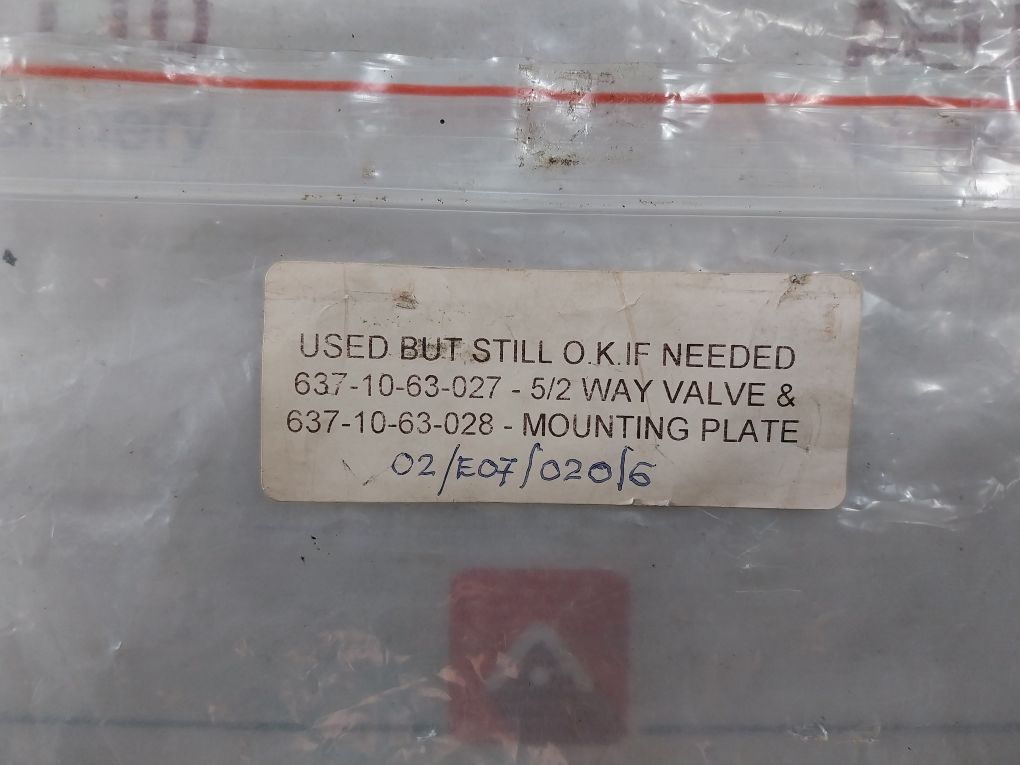 USED BUT STILL O.K.IF NEEDED
637-10-63-027 - 5/2 WAY VALVE &
637-10-63-028 - MOUNTING PLATE
02/E07/020/6